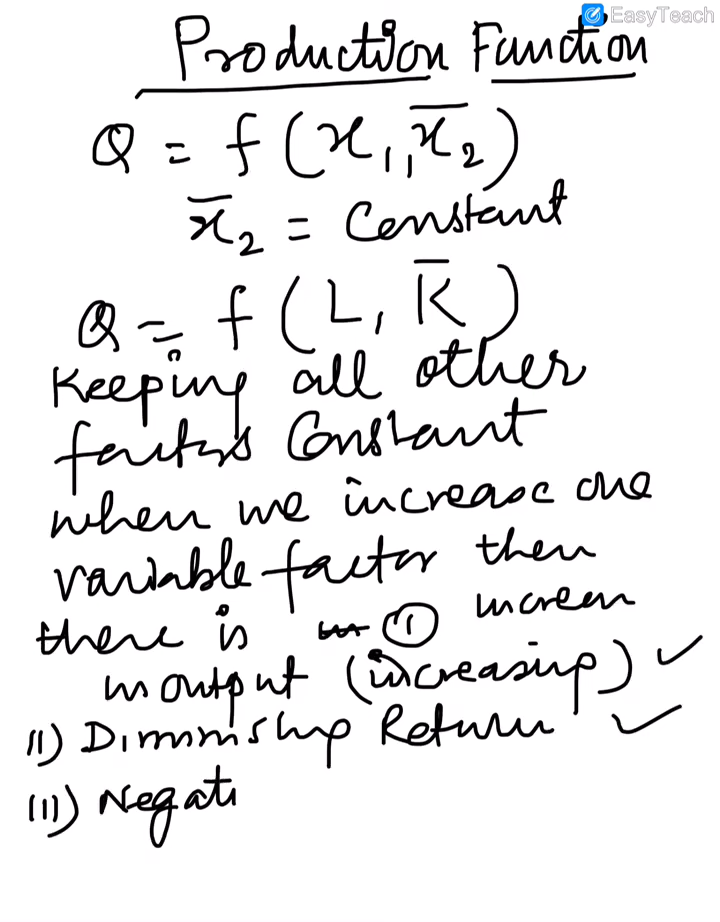 EasyTeach
Production Function
Q = f (x₁, x̄₂)
x̄₂ = Constant
Q = f (L, K̄)
Keeping all other
factors Constant
when we increase one
variable factor then
there is ① increase
in output (increasing) ✓
II) Diminishing Return ✓
III) Negati